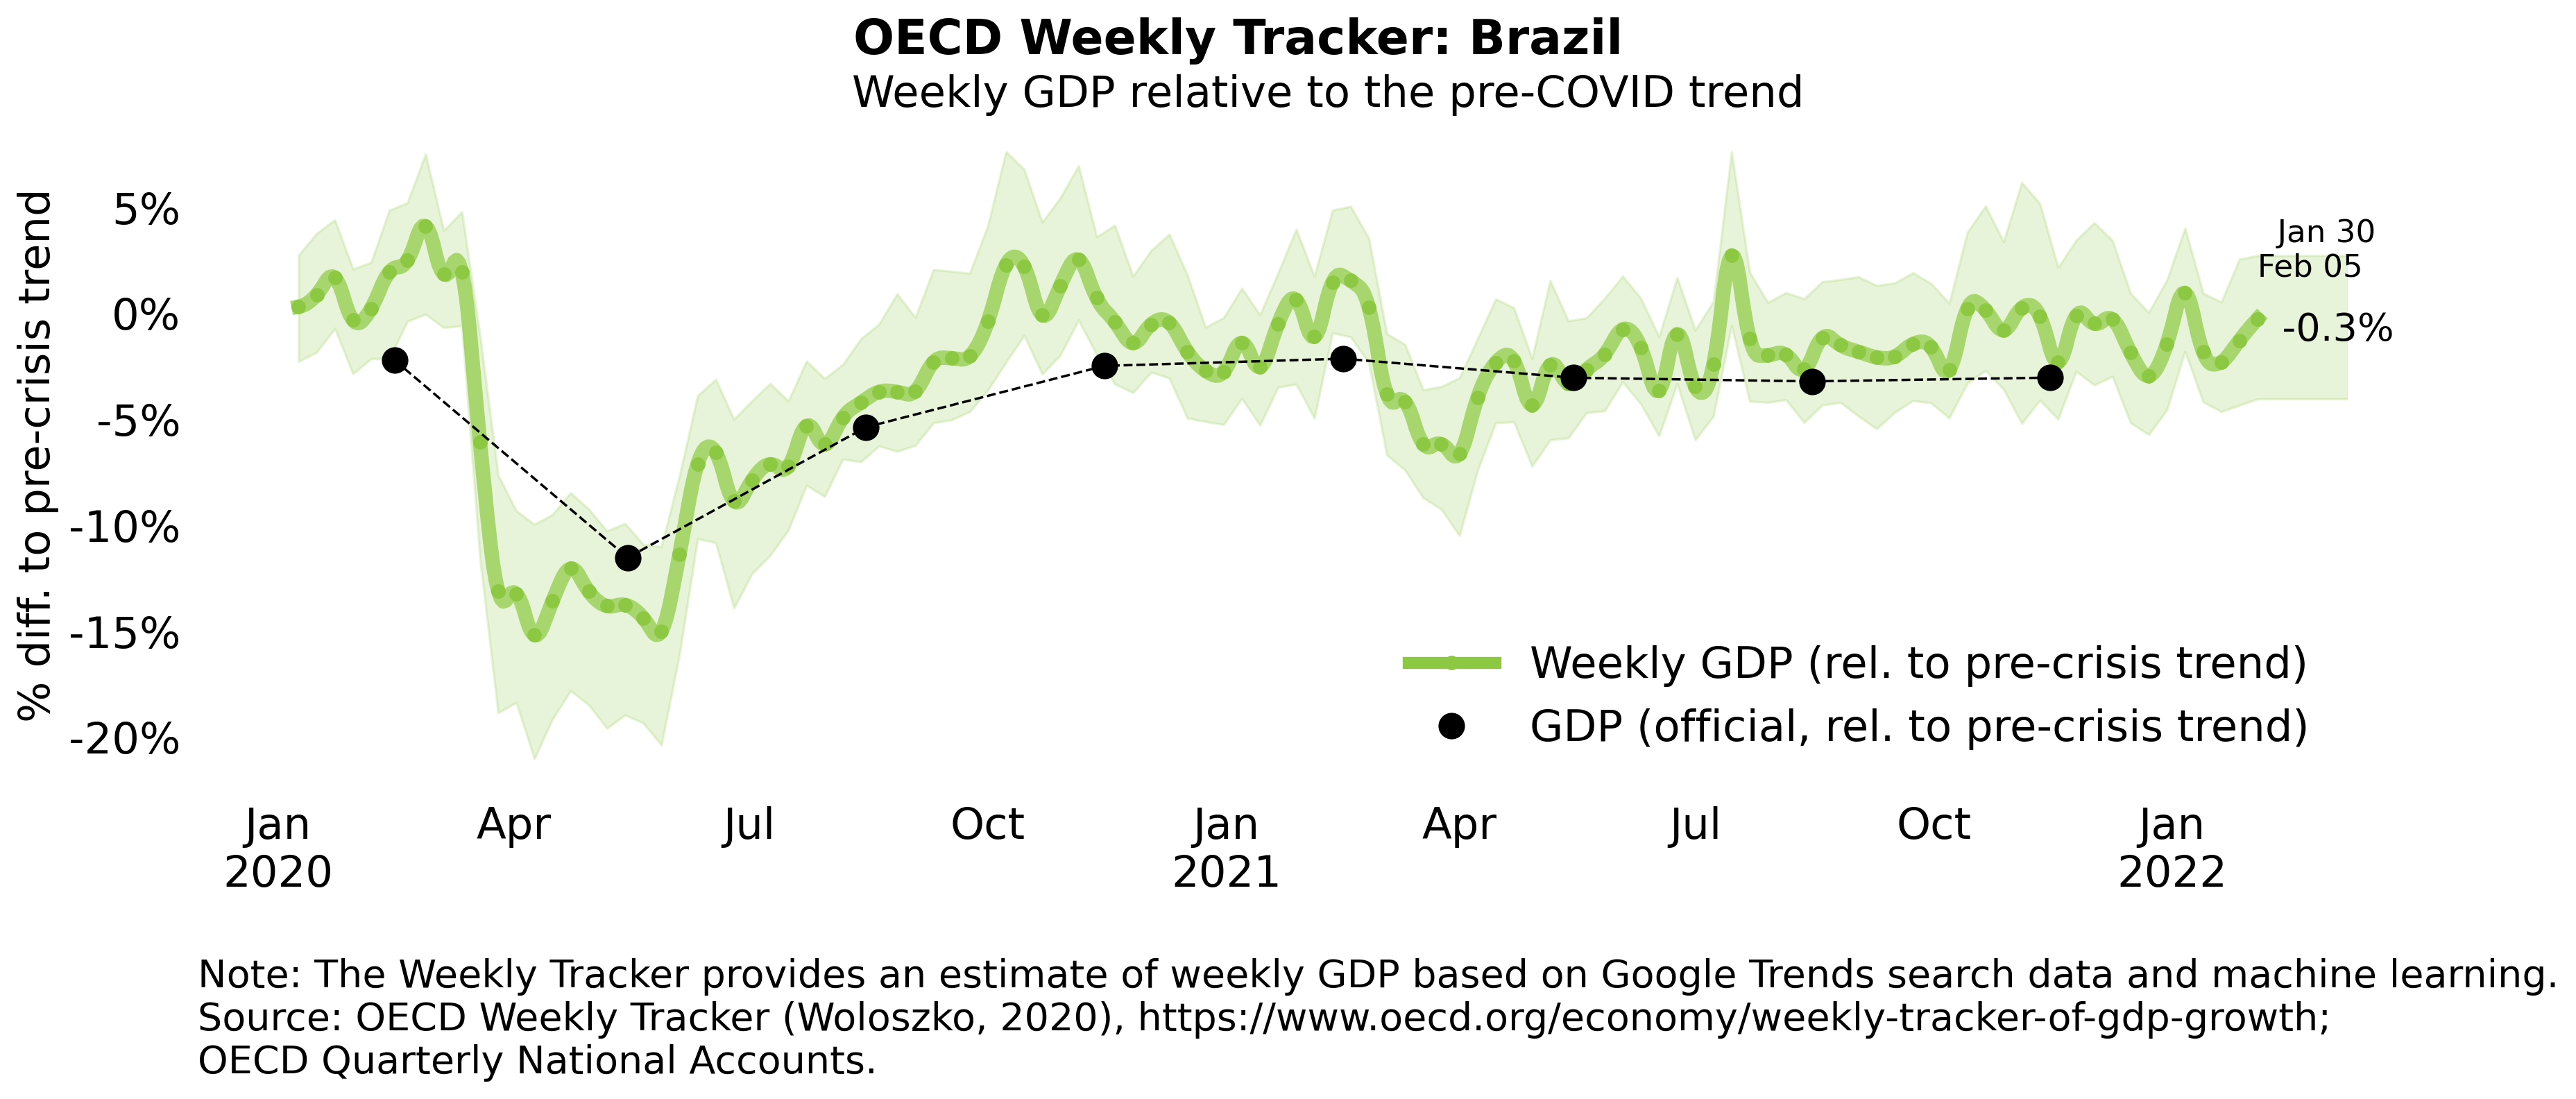 OECD Weekly Tracker: Brazil
Weekly GDP relative to the pre-COVID trend
% diff. to pre-crisis trend
5%
0%
-5%
-10%
-15%
-20%
Jan 30
Feb 05
-0.3%
Weekly GDP (rel. to pre-crisis trend)
GDP (official, rel. to pre-crisis trend)
Jan Apr Jul Oct Jan Apr Jul Oct Jan
2020 2021 2022
Note: The Weekly Tracker provides an estimate of weekly GDP based on Google Trends search data and machine learning.
Source: OECD Weekly Tracker (Woloszko, 2020), https://www.oecd.org/economy/weekly-tracker-of-gdp-growth;
OECD Quarterly National Accounts.